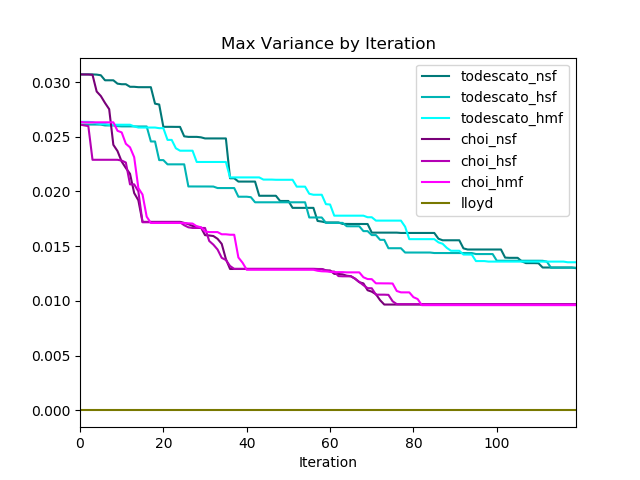 Max Variance by Iteration
0.030
0.025
0.020
0.015
0.010
0.005
0.000
todescato_nsf
todescato_hsf
todescato_hmf
choi_nsf
choi_hsf
choi_hmf
lloyd
0 20 40 60 80 100
Iteration